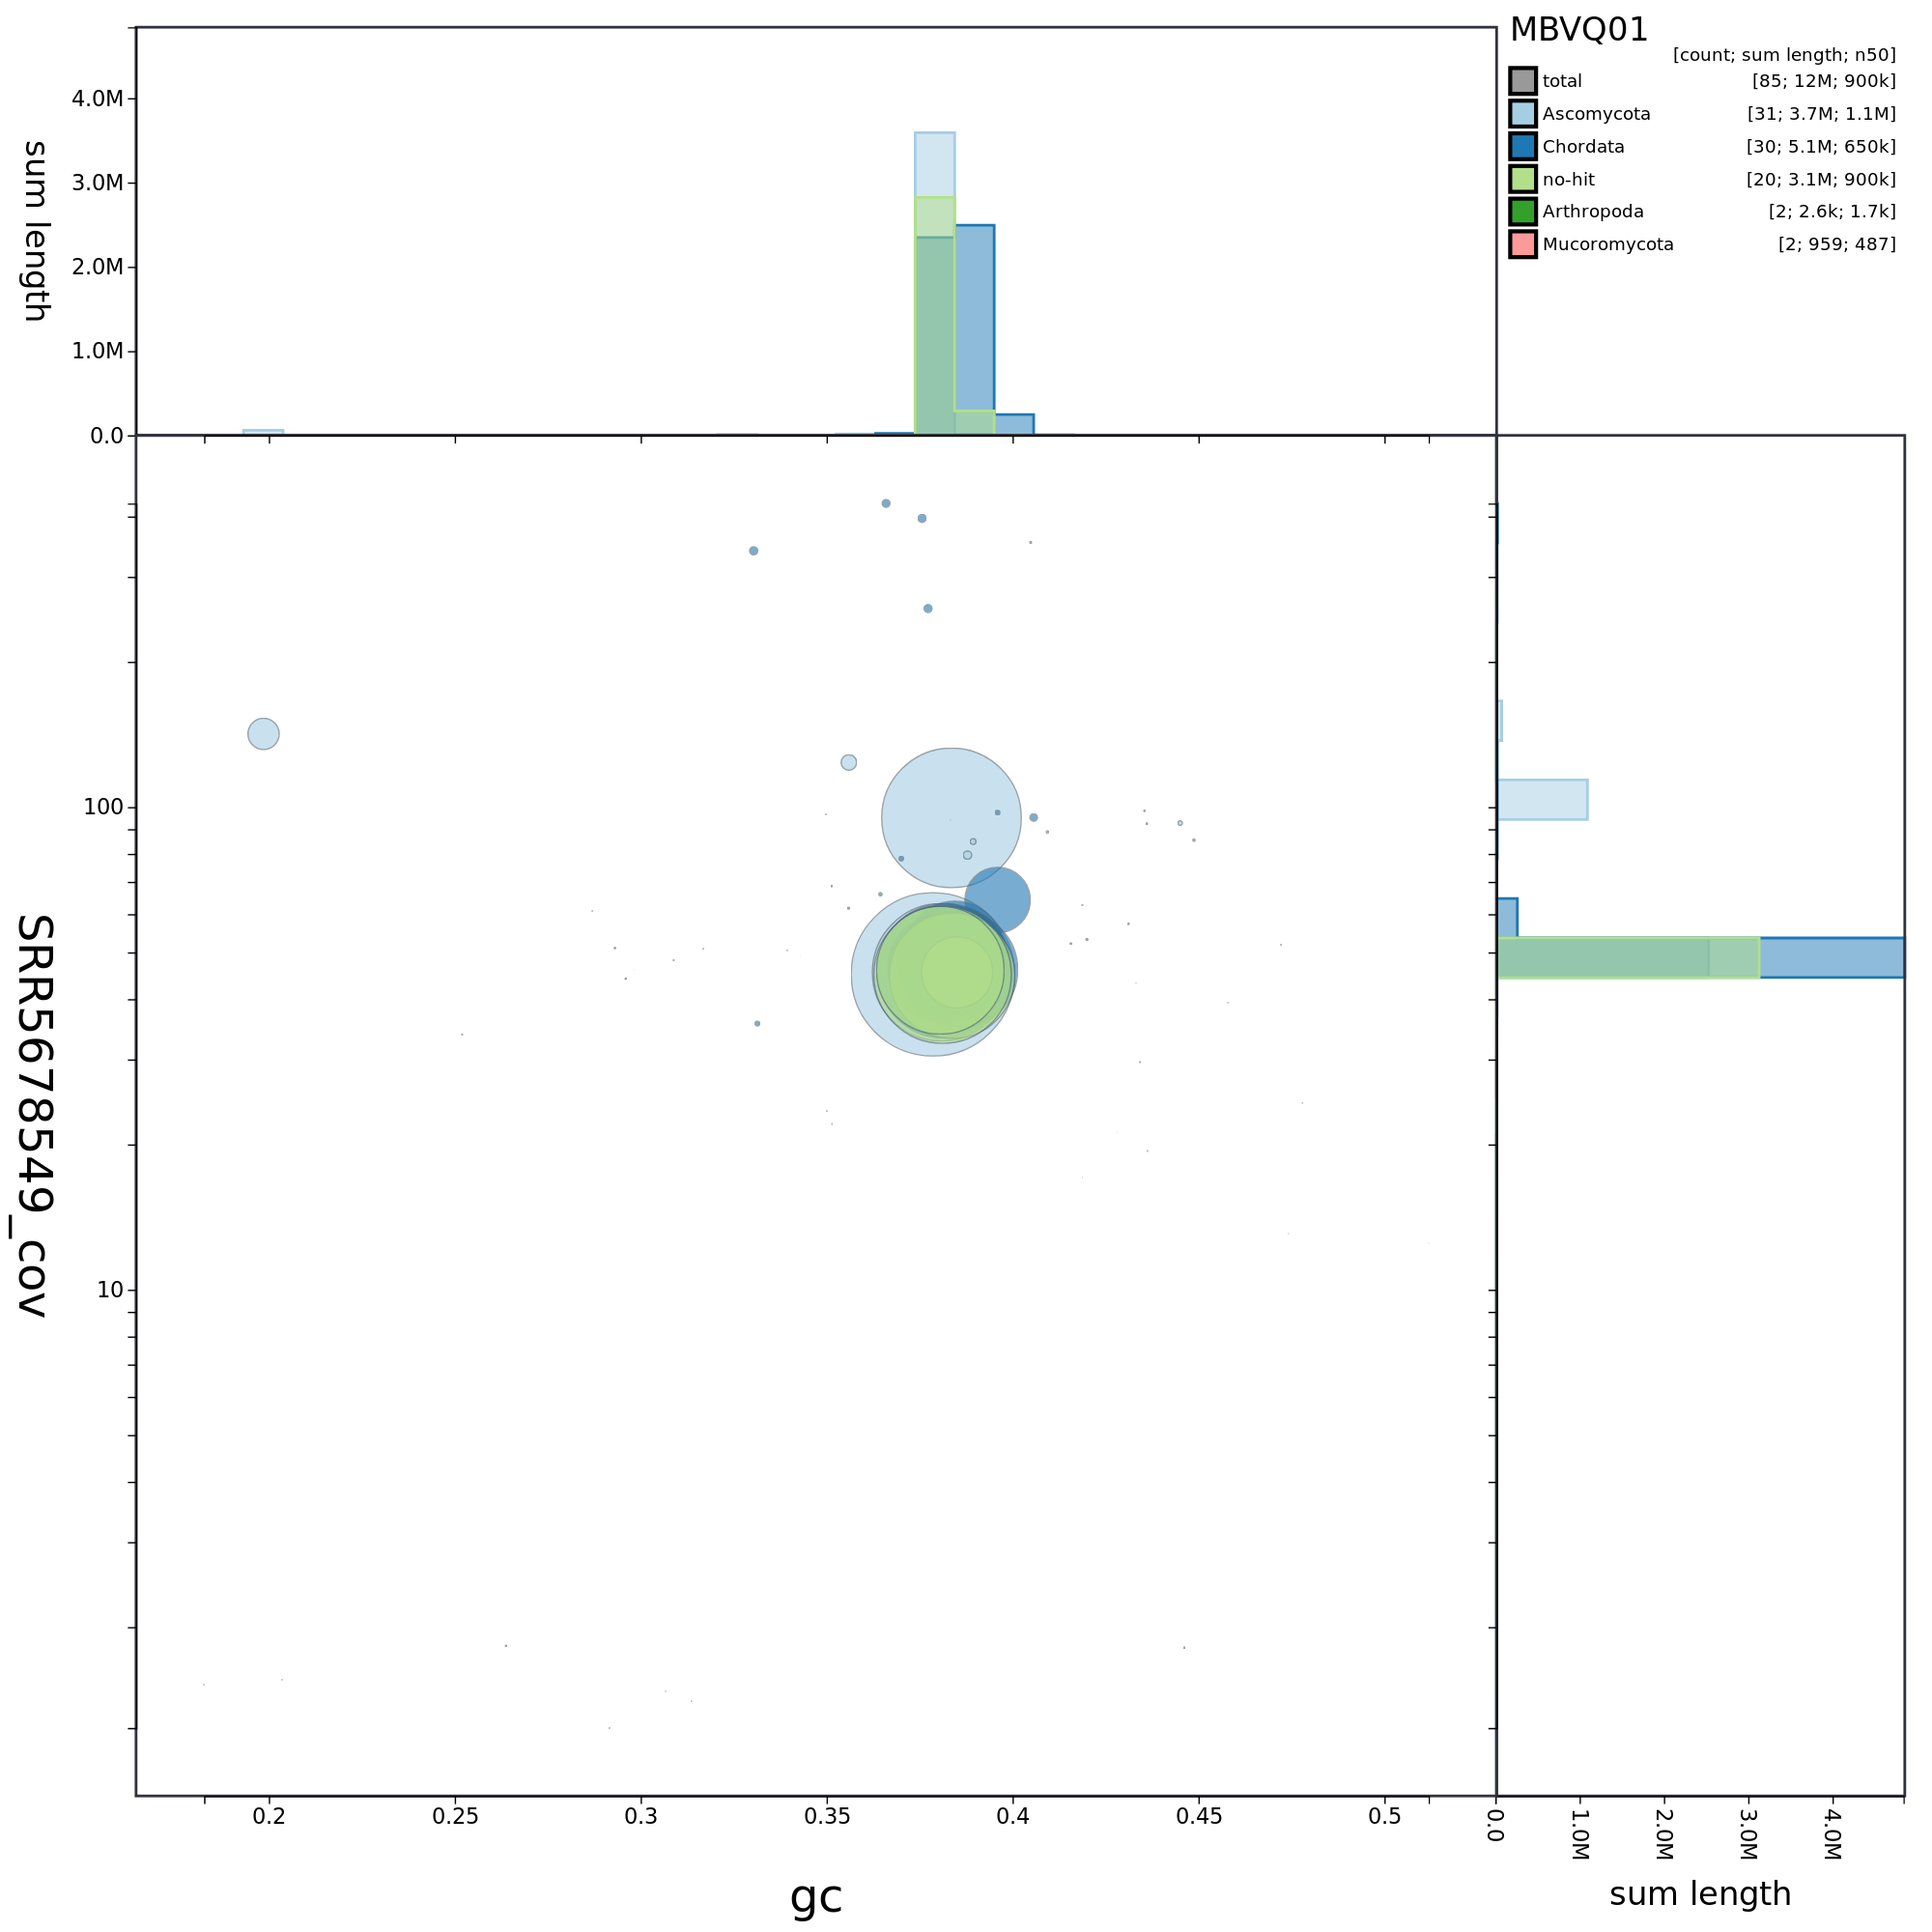 MBVQ01
[count; sum length; n50]
total [85; 12M; 900k]
Ascomycota [31; 3.7M; 1.1M]
Chordata [30; 5.1M; 650k]
no-hit [20; 3.1M; 900k]
Arthropoda [2; 2.6k; 1.7k]
Mucoromycota [2; 959; 487]
sum length
4.0M
3.0M
2.0M
1.0M
0.0
SRR5678549_cov
100
10
0.2 0.25 0.3 0.35 0.4 0.45 0.5
gc
0.0 1.0M 2.0M 3.0M 4.0M
sum length